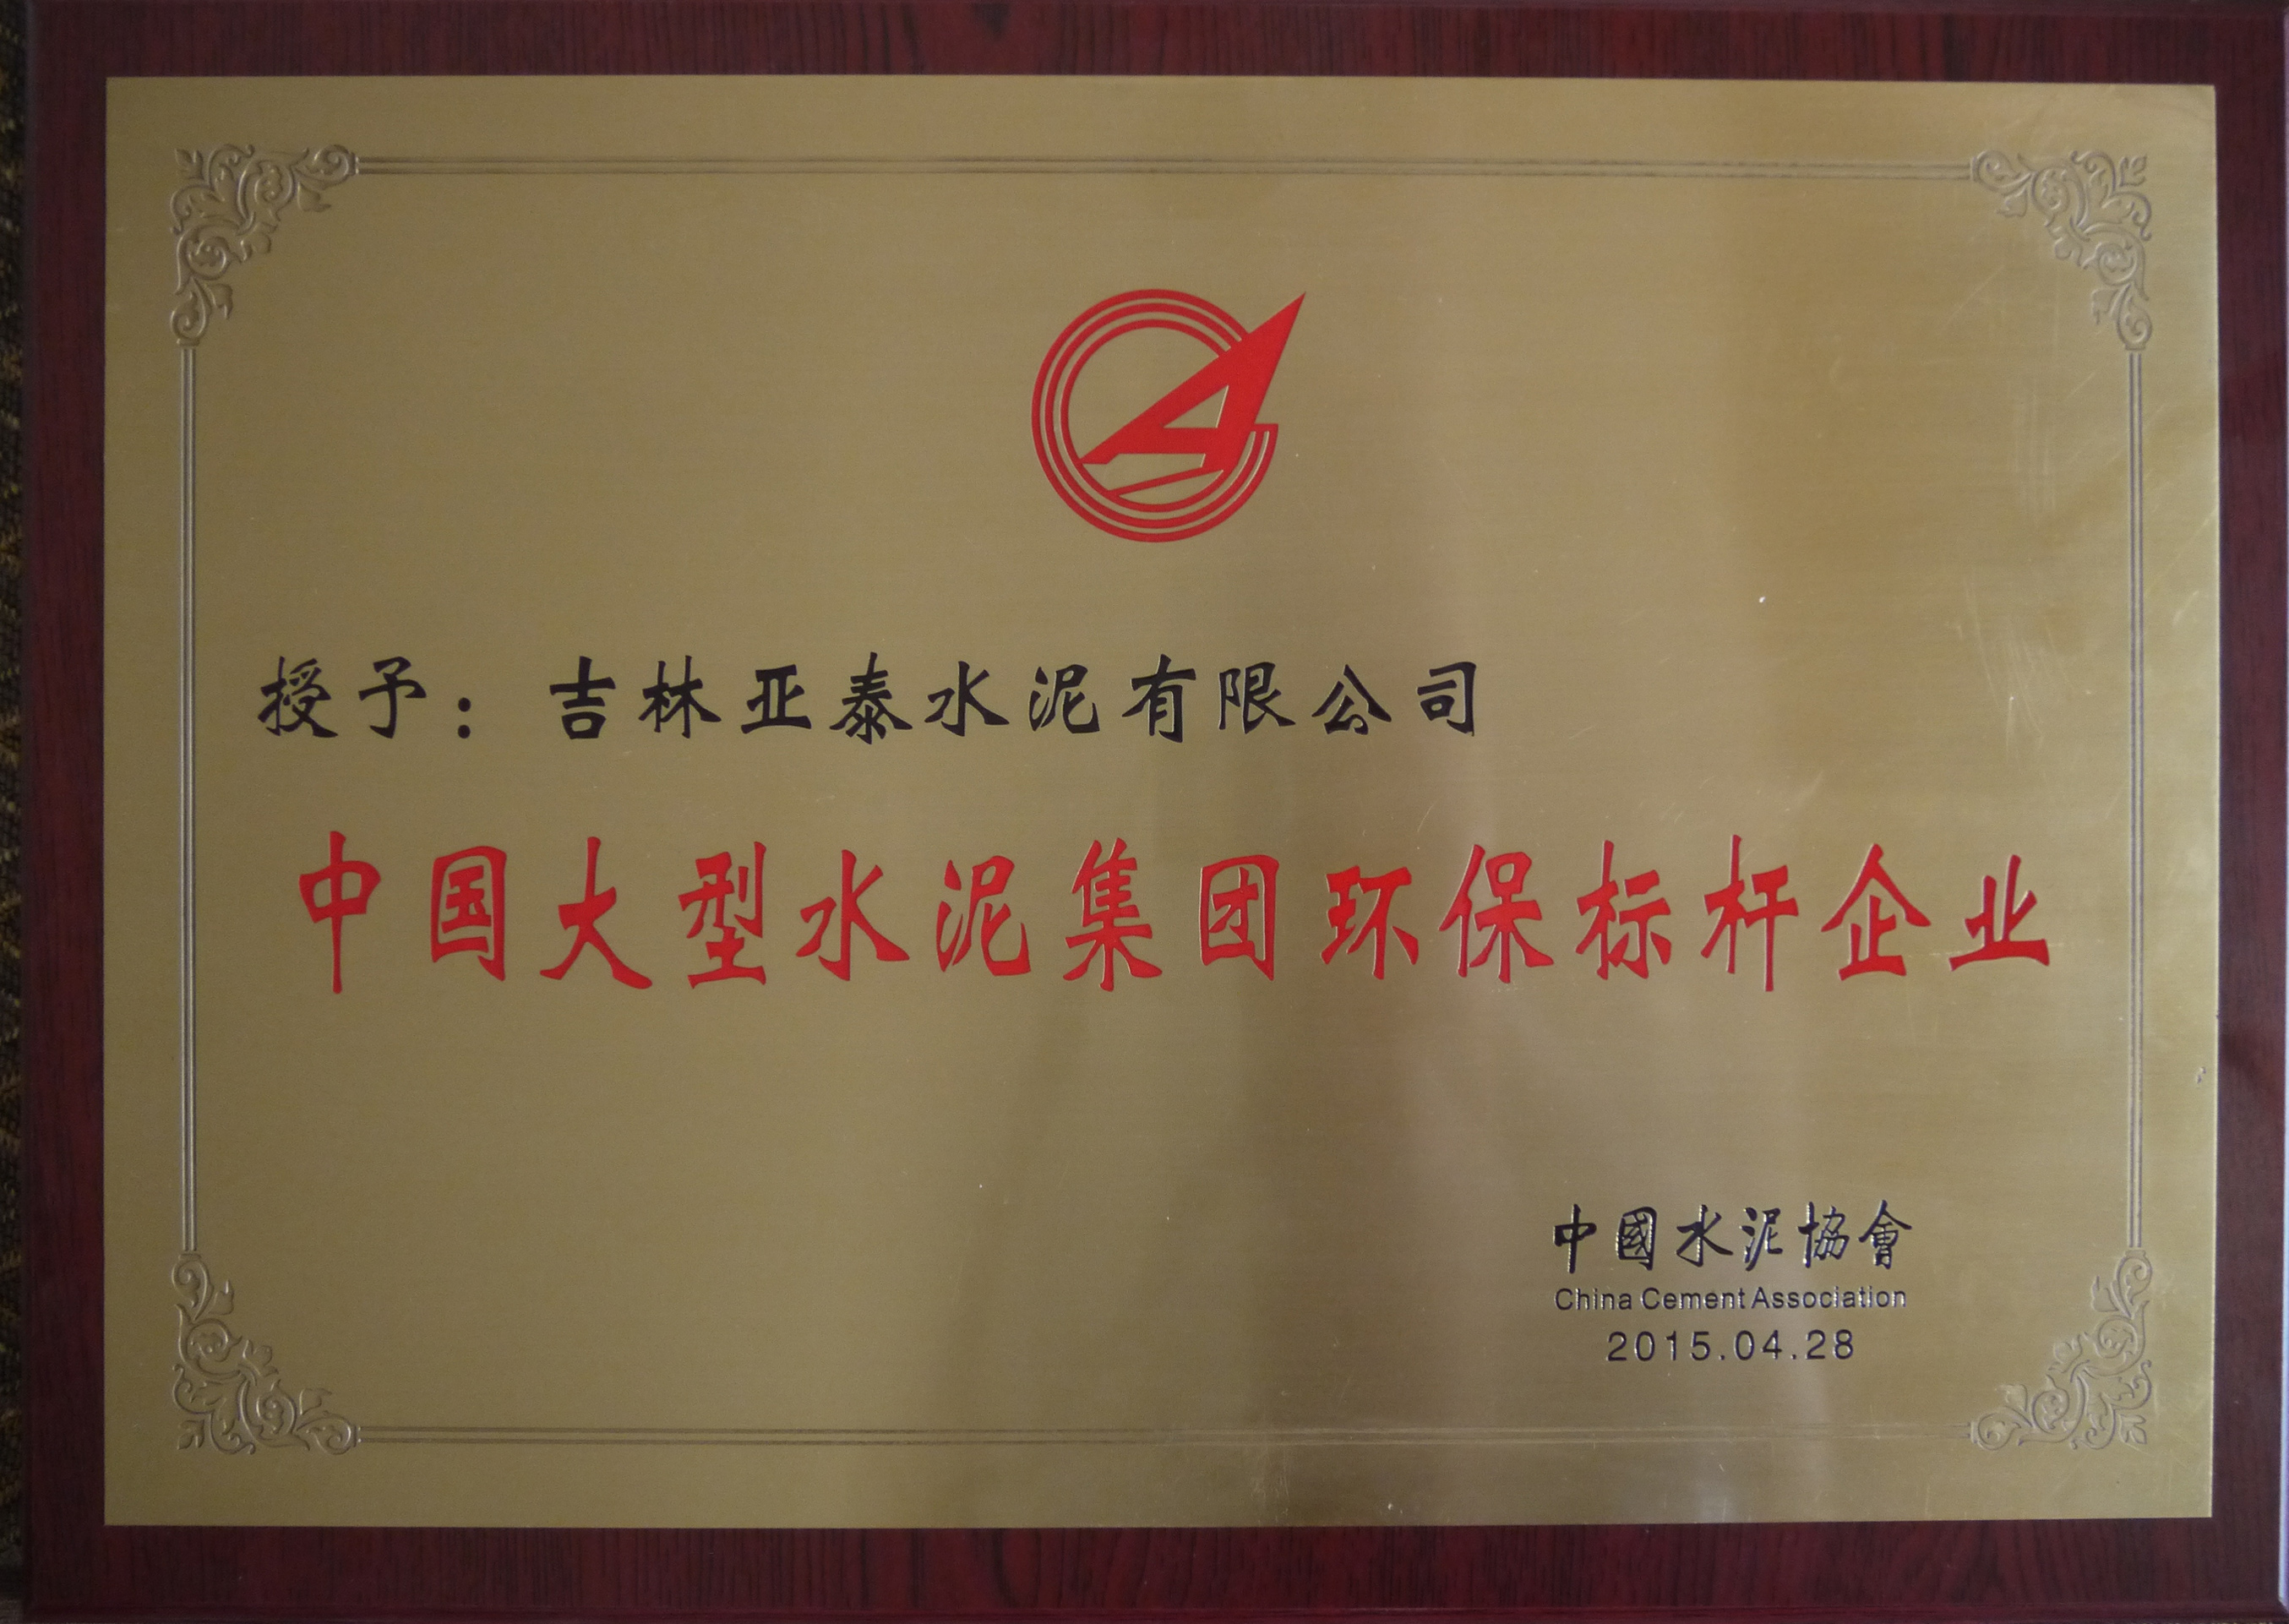 授予：吉林亚泰水泥有限公司
中国大型水泥集团环保标杆企业
中國水泥協會
China Cement Association
2015.04.28